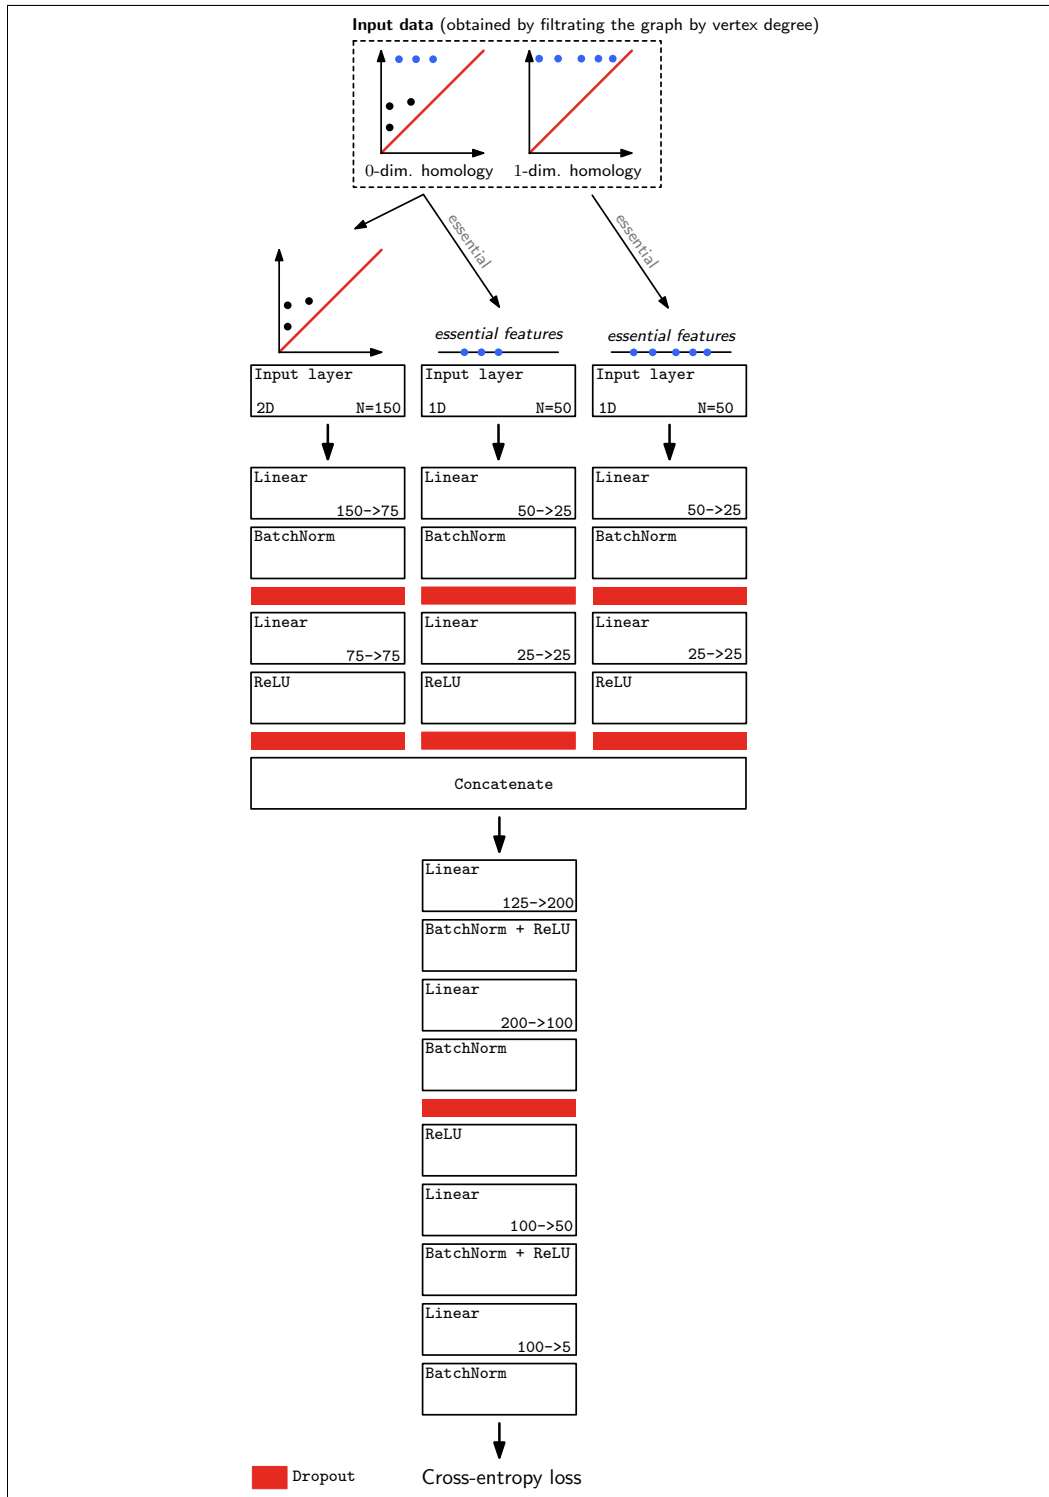 Input data (obtained by filtrating the graph by vertex degree)
0-dim. homology 1-dim. homology
essential essential
essential features essential features
Input layer Input layer Input layer
2D N=150 1D N=50 1D N=50
Linear Linear Linear
150->75 50->25 50->25
BatchNorm BatchNorm BatchNorm
Linear Linear Linear
75->75 25->25 25->25
ReLU ReLU ReLU
Concatenate
Linear
125->200
BatchNorm + ReLU
Linear
200->100
BatchNorm
ReLU
Linear
100->50
BatchNorm + ReLU
Linear
100->5
BatchNorm
Dropout Cross-entropy loss